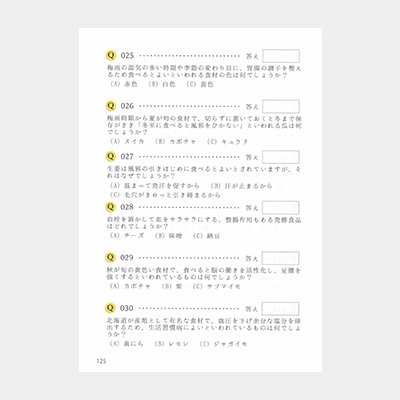 Q 025 答え
梅雨の湿気の多い時期や季節の変わり目に、胃腸の調子を整え
るため食べるとよいといわれる食材の色は何でしょうか？
(A) 赤色 (B) 白色 (C) 黄色
Q 026 答え
梅雨時期から夏が旬の食材で、切らずに置いておくと冬まで保
存がきき「冬至に食べると風邪をひかない」といわれる瓜は何で
しょうか？
(A) スイカ (B) カボチャ (C) キュウリ
Q 027 答え
生姜は風邪の引きはじめに食べるとよいとされていますが、そ
れはなぜでしょうか？
(A) 温まって発汗を促すから (B) 汗が止まるから
(C) 毛穴がきゅっと引き締まるから
Q 028 答え
血栓を溶かして血をサラサラにする、整腸作用もある発酵食品
はどれでしょうか？
(A) チーズ (B) 味噌 (C) 納豆
Q 029 答え
秋が旬の黄色い食材で、食べると脳の働きを活性化し、足腰を
強くするといわれているものは何でしょうか？
(A) カボチャ (B) 栗 (C) サツマイモ
Q 030 答え
北海道が産地として有名な食材で、血圧を下げ余分な塩分を排
出するため、生活習慣病によいといわれているものは何でしょう
か？
(A) 黄にら (B) レモン (C) ジャガイモ
125